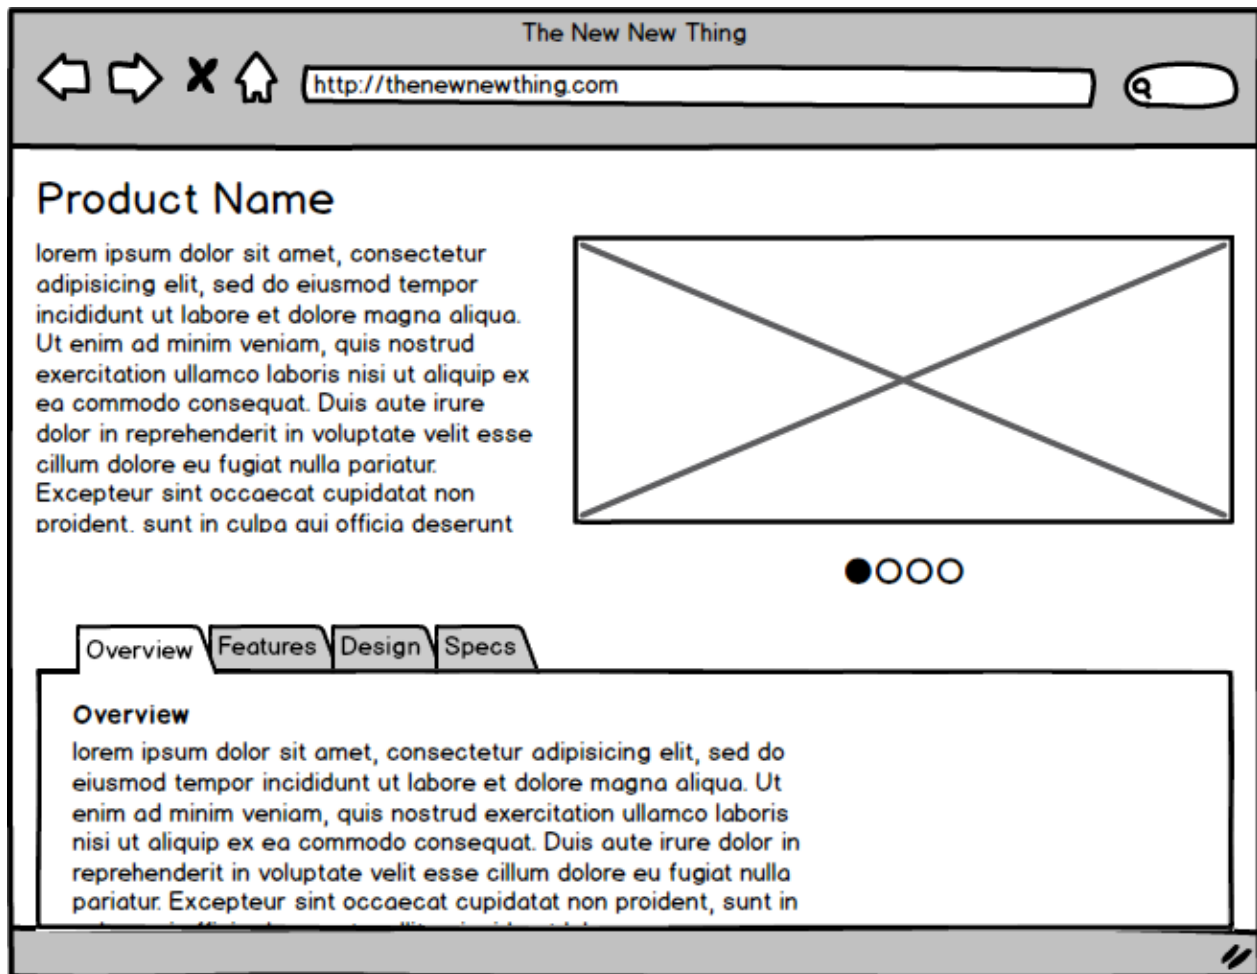 The New New Thing
http://thenewnewthing.com
Product Name
lorem ipsum dolor sit amet, consectetur
adipisicing elit, sed do eiusmod tempor
incididunt ut labore et dolore magna aliqua.
Ut enim ad minim veniam, quis nostrud
exercitation ullamco laboris nisi ut aliquip ex
ea commodo consequat. Duis aute irure
dolor in reprehenderit in voluptate velit esse
cillum dolore eu fugiat nulla pariatur.
Excepteur sint occaecat cupidatat non
proident, sunt in culpa qui officia deserunt
Overview Features Design Specs
Overview
lorem ipsum dolor sit amet, consectetur adipisicing elit, sed do
eiusmod tempor incididunt ut labore et dolore magna aliqua. Ut
enim ad minim veniam, quis nostrud exercitation ullamco laboris
nisi ut aliquip ex ea commodo consequat. Duis aute irure dolor in
reprehenderit in voluptate velit esse cillum dolore eu fugiat nulla
pariatur. Excepteur sint occaecat cupidatat non proident, sunt in